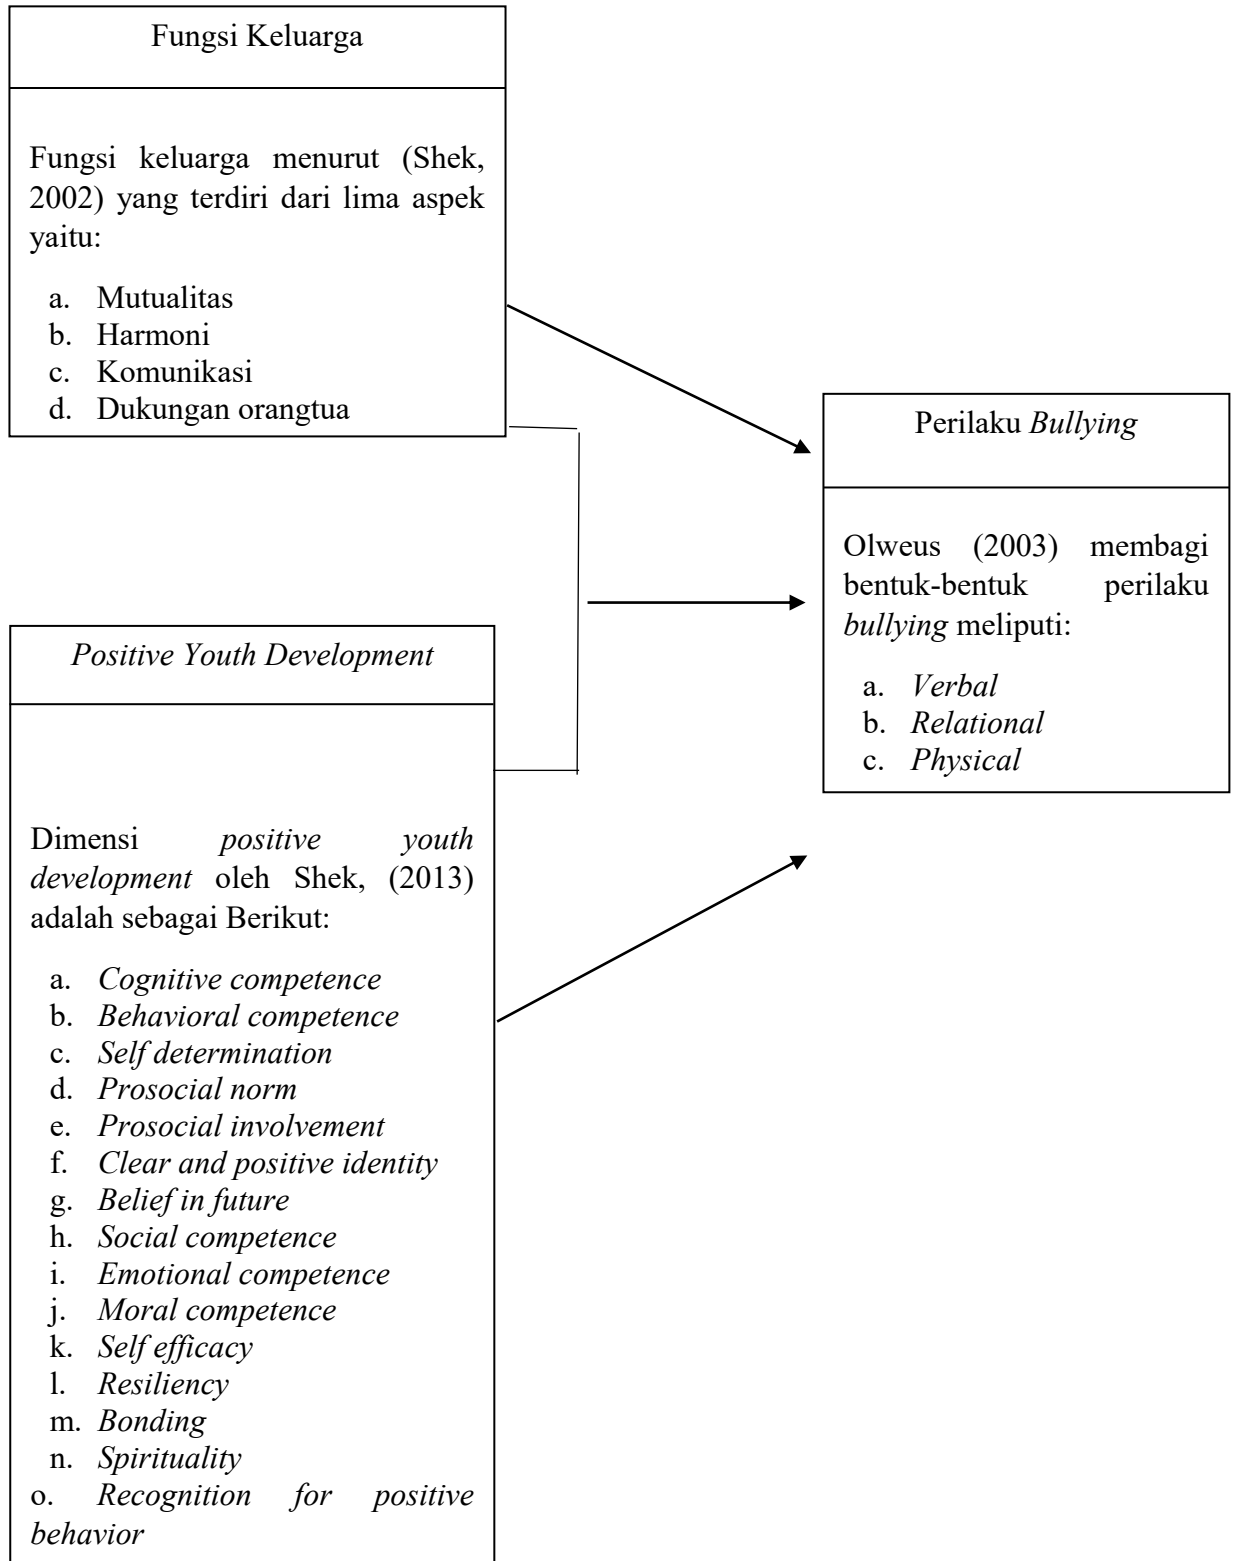 Fungsi Keluarga
Fungsi keluarga menurut (Shek,
2002) yang terdiri dari lima aspek
yaitu:
a. Mutualitas
b. Harmoni
c. Komunikasi
d. Dukungan orangtua
Perilaku Bullying
Olweus (2003) membagi
bentuk-bentuk perilaku
bullying meliputi:
a. Verbal
b. Relational
c. Physical
Positive Youth Development
Dimensi positive youth
development oleh Shek, (2013)
adalah sebagai Berikut:
a. Cognitive competence
b. Behavioral competence
c. Self determination
d. Prosocial norm
e. Prosocial involvement
f. Clear and positive identity
g. Belief in future
h. Social competence
i. Emotional competence
j. Moral competence
k. Self efficacy
l. Resiliency
m. Bonding
n. Spirituality
o. Recognition for positive
behavior